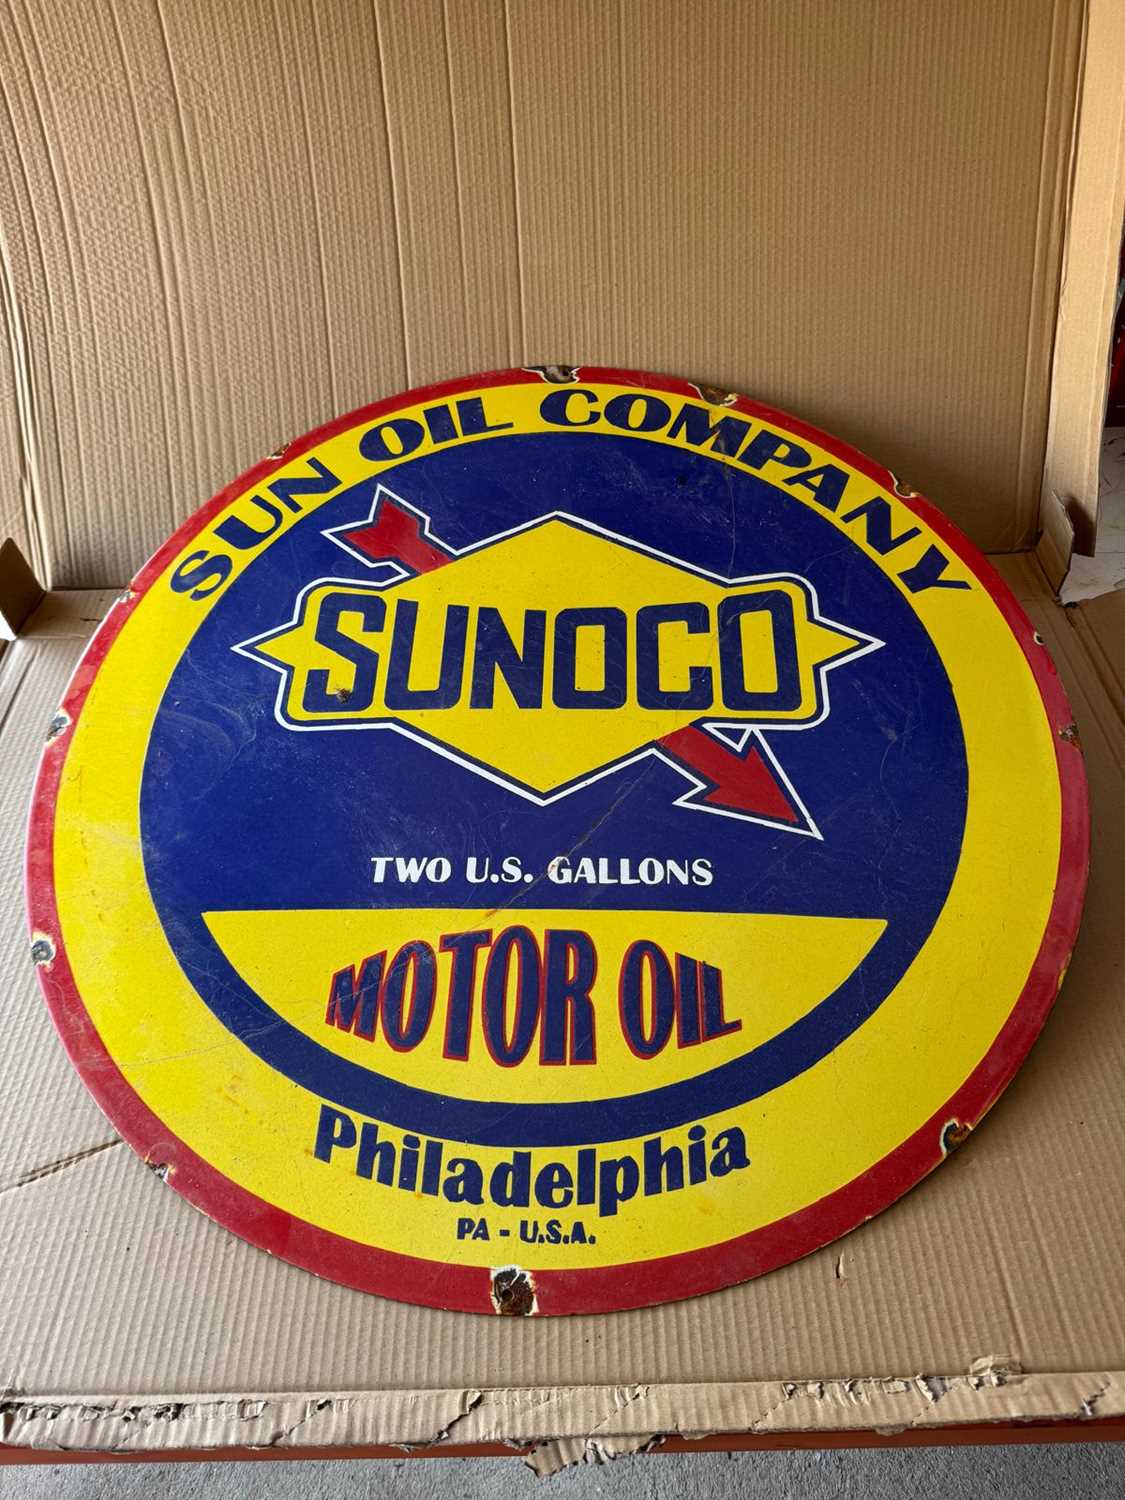 SUN OIL COMPANY
SUNOCO
TWO U.S. GALLONS
MOTOR OIL
Philadelphia
PA - U.S.A.